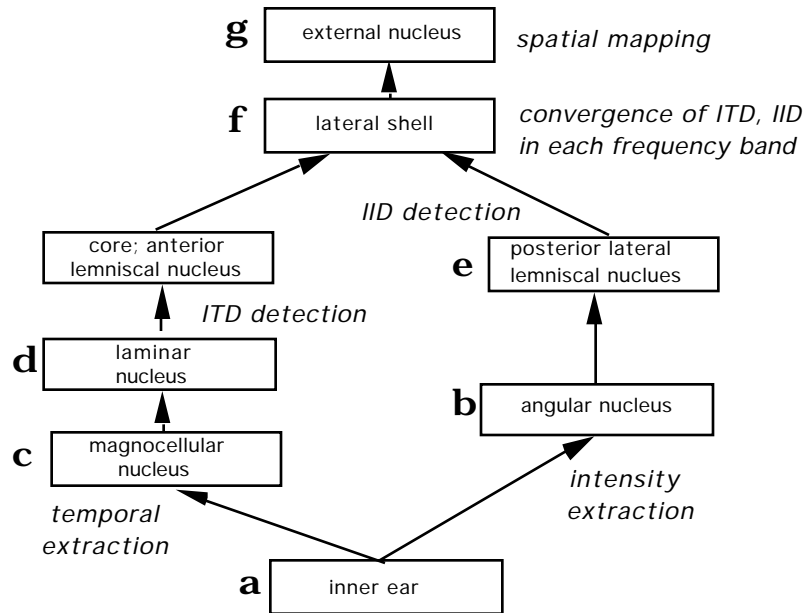 g
external nucleus
spatial mapping
f
lateral shell
convergence of ITD, IID
in each frequency band
IID detection
core; anterior
lemniscal nucleus
e
posterior lateral
lemniscal nuclues
ITD detection
d
laminar
nucleus
b
angular nucleus
c
magnocellular
nucleus
temporal
extraction
intensity
extraction
a
inner ear